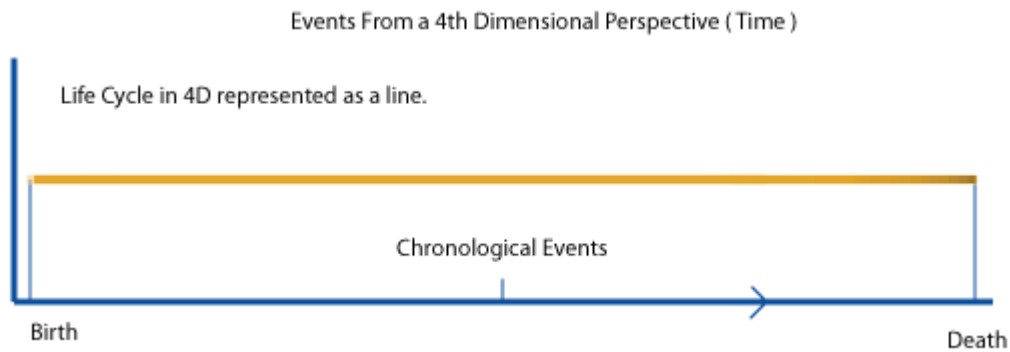 Events From a 4th Dimensional Perspective ( Time )
Life Cycle in 4D represented as a line.
Chronological Events
Birth
Death